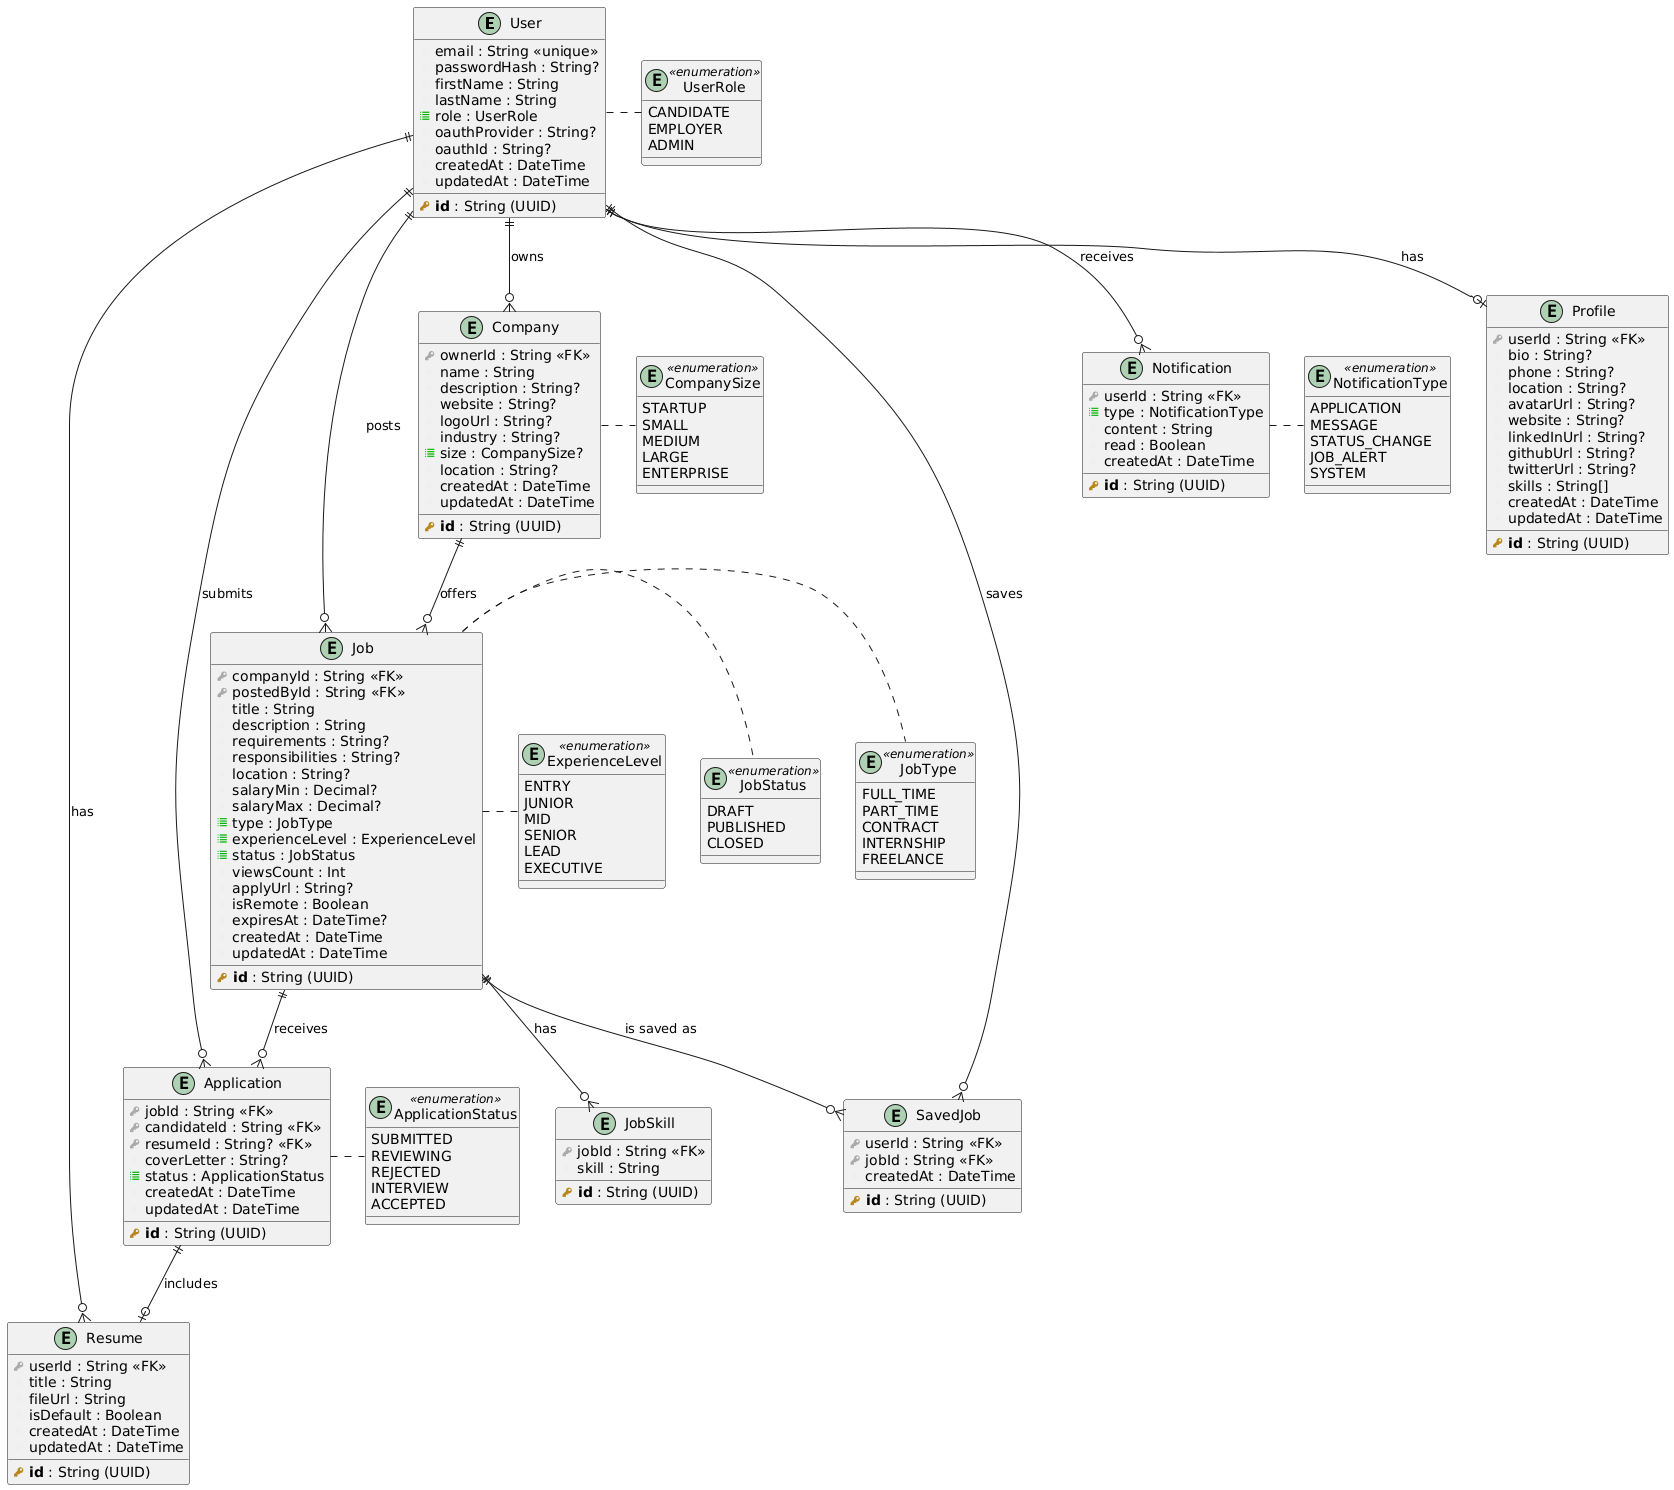 User
email : String «unique»
passwordHash : String?
firstName : String
lastName : String
role : UserRole
oauthProvider : String?
oauthId : String?
createdAt : DateTime
updatedAt : DateTime
id : String (UUID)
«enumeration»
UserRole
CANDIDATE
EMPLOYER
ADMIN
owns
receives
has
Company
ownerId : String «FK»
name : String
description : String?
website : String?
logoUrl : String?
industry : String?
size : CompanySize?
location : String?
createdAt : DateTime
updatedAt : DateTime
id : String (UUID)
«enumeration»
CompanySize
STARTUP
SMALL
MEDIUM
LARGE
ENTERPRISE
Notification
userId : String «FK»
type : NotificationType
content : String
read : Boolean
createdAt : DateTime
id : String (UUID)
«enumeration»
NotificationType
APPLICATION
MESSAGE
STATUS_CHANGE
JOB_ALERT
SYSTEM
Profile
userId : String «FK»
bio : String?
phone : String?
location : String?
avatarUrl : String?
website : String?
linkedInUrl : String?
githubUrl : String?
twitterUrl : String?
skills : String[]
createdAt : DateTime
updatedAt : DateTime
id : String (UUID)
posts
submits
offers
saves
Job
companyId : String «FK»
postedById : String «FK»
title : String
description : String
requirements : String?
responsibilities : String?
location : String?
salaryMin : Decimal?
salaryMax : Decimal?
type : JobType
experienceLevel : ExperienceLevel
status : JobStatus
viewsCount : Int
applyUrl : String?
isRemote : Boolean
expiresAt : DateTime?
createdAt : DateTime
updatedAt : DateTime
id : String (UUID)
«enumeration»
ExperienceLevel
ENTRY
JUNIOR
MID
SENIOR
LEAD
EXECUTIVE
«enumeration»
JobStatus
DRAFT
PUBLISHED
CLOSED
«enumeration»
JobType
FULL_TIME
PART_TIME
CONTRACT
INTERNSHIP
FREELANCE
has
receives
has
is saved as
Application
jobId : String «FK»
candidateId : String «FK»
resumeId : String? «FK»
coverLetter : String?
status : ApplicationStatus
createdAt : DateTime
updatedAt : DateTime
id : String (UUID)
«enumeration»
ApplicationStatus
SUBMITTED
REVIEWING
REJECTED
INTERVIEW
ACCEPTED
JobSkill
jobId : String «FK»
skill : String
id : String (UUID)
SavedJob
userId : String «FK»
jobId : String «FK»
createdAt : DateTime
id : String (UUID)
includes
Resume
userId : String «FK»
title : String
fileUrl : String
isDefault : Boolean
createdAt : DateTime
updatedAt : DateTime
id : String (UUID)